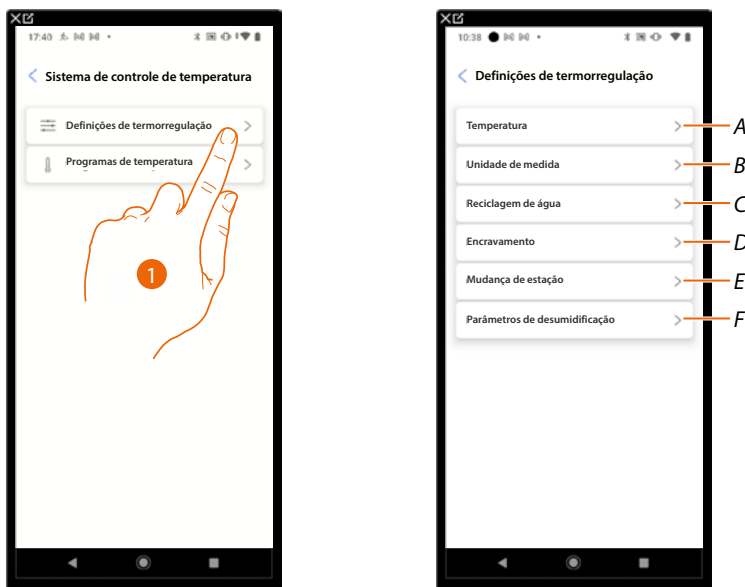 17:40
Sistema de controle de temperatura
Definições de termorregulação
Programas de temperatura
1
10:38
Definições de termorregulação
Temperatura
Unidade de medida
Reciclagem de água
Encravamento
Mudança de estação
Parâmetros de desumidificação
A
B
C
D
E
F